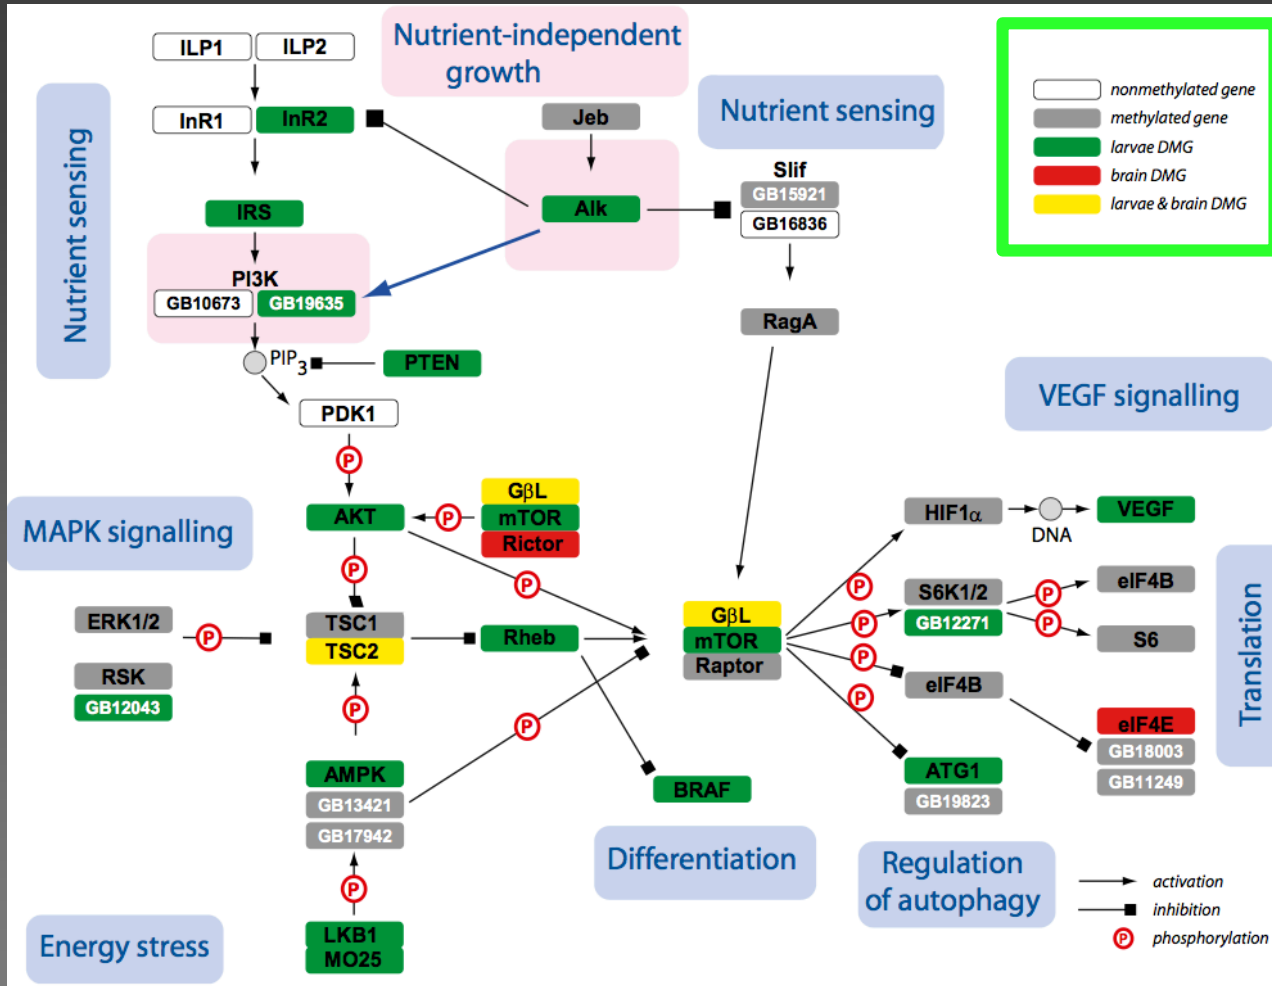 ILP1 ILP2
Nutrient-independent
growth
nonmethylated gene
methylated gene
larvae DMG
brain DMG
larvae & brain DMG
Nutrient sensing
InR1 InR2
Jeb
Nutrient sensing
Slif
GB15921
GB16836
IRS
Alk
PI3K
GB10673 GB19635
RagA
PIP3
PTEN
PDK1
VEGF signalling
P
MAPK signalling
AKT
P
GβL
mTOR
Rictor
HIF1α
DNA
VEGF
P
P
P
ERK1/2
P
RSK
GB12043
TSC1
TSC2
Rheb
GβL
mTOR
Raptor
P
S6K1/2
GB12271
P
P
eIF4B
S6
Translation
P
eIF4B
P
P
P
eIF4E
GB18003
GB11249
AMPK
GB13421
GB17942
BRAF
ATG1
GB19823
Differentiation
Regulation
of autophagy
P
LKB1
MO25
Energy stress
activation
inhibition
P phosphorylation